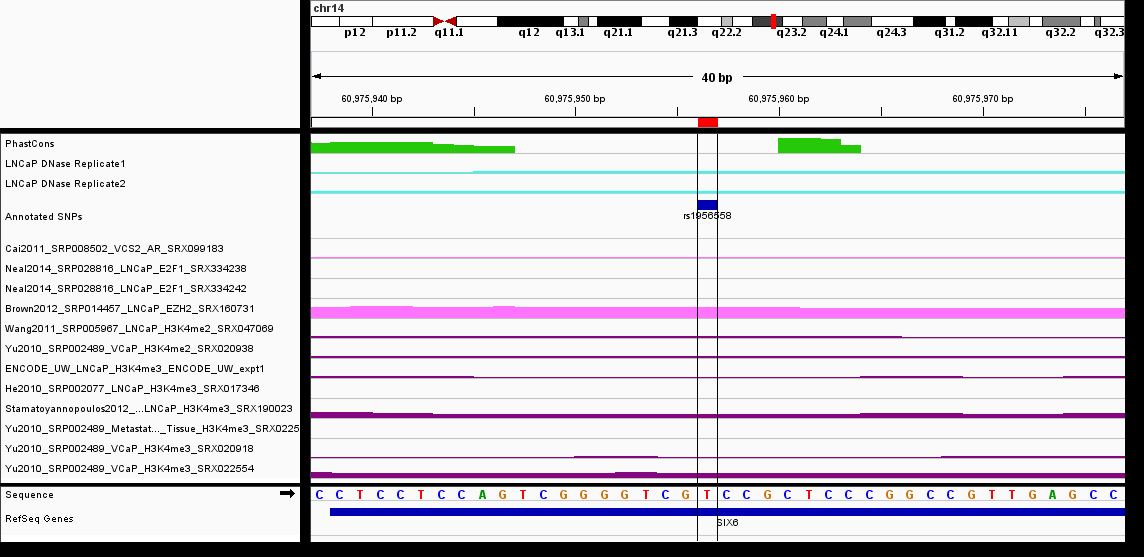 chr14
p12 p11.2 q11.1 q12 q13.1 q21.1 q21.3 q22.2 q23.2 q24.1 q24.3 q31.2 q32.11 q32.2 q32.3
40 bp
60,975,940 bp 60,975,950 bp 60,975,960 bp 60,975,970 bp
PhastCons
LNCaP DNase Replicate1
LNCaP DNase Replicate2
Annotated SNPs
rs1956558
Cai2011_SRP008502_VCS2_AR_SRX099183
Neal2014_SRP028816_LNCaP_E2F1_SRX334238
Neal2014_SRP028816_LNCaP_E2F1_SRX334242
Brown2012_SRP014457_LNCaP_EZH2_SRX160731
Wang2011_SRP005967_LNCaP_H3K4me2_SRX047069
Yu2010_SRP002489_VCaP_H3K4me2_SRX020938
ENCODE_UW_LNCaP_H3K4me3_ENCODE_UW_expt1
He2010_SRP002077_LNCaP_H3K4me3_SRX017346
Stamatoyannopoulos2012_..._LNCaP_H3K4me3_SRX190023
Yu2010_SRP002489_Metastat..._Tissue_H3K4me3_SRX0225
Yu2010_SRP002489_VCaP_H3K4me3_SRX020918
Yu2010_SRP002489_VCaP_H3K4me3_SRX022554
Sequence C C T C C T C C A G T C G G G G T C G T C C G C T C C C G G C C G T T G A G C C
RefSeq Genes
SIX6